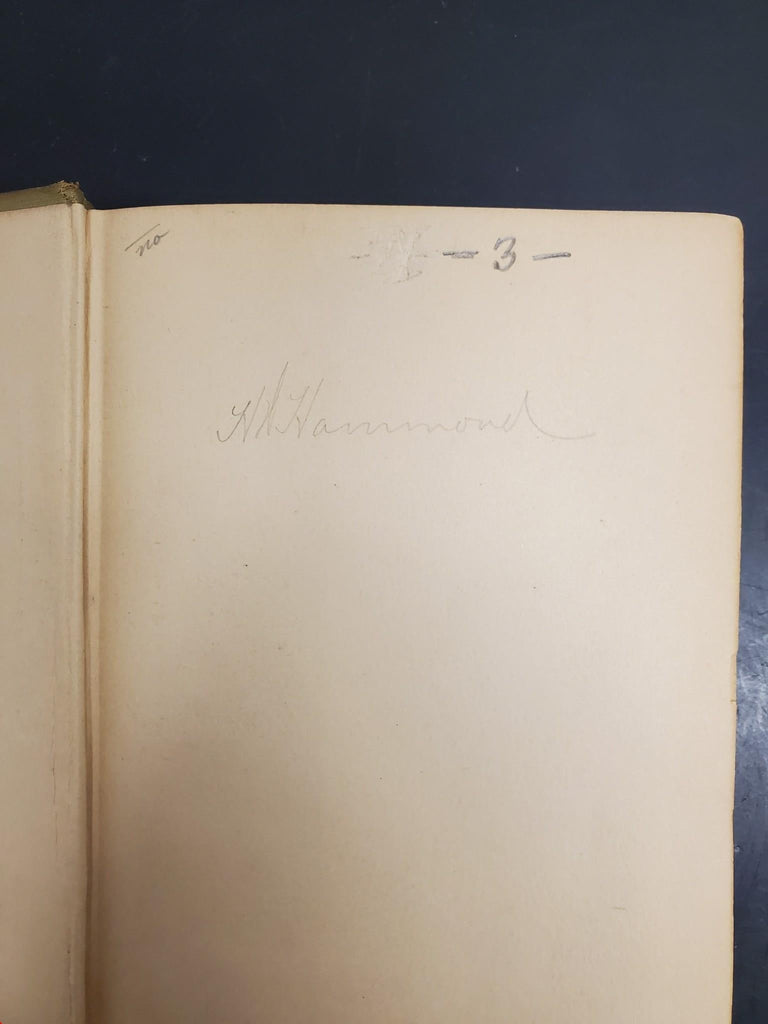 no
- 3 -
H Hammond